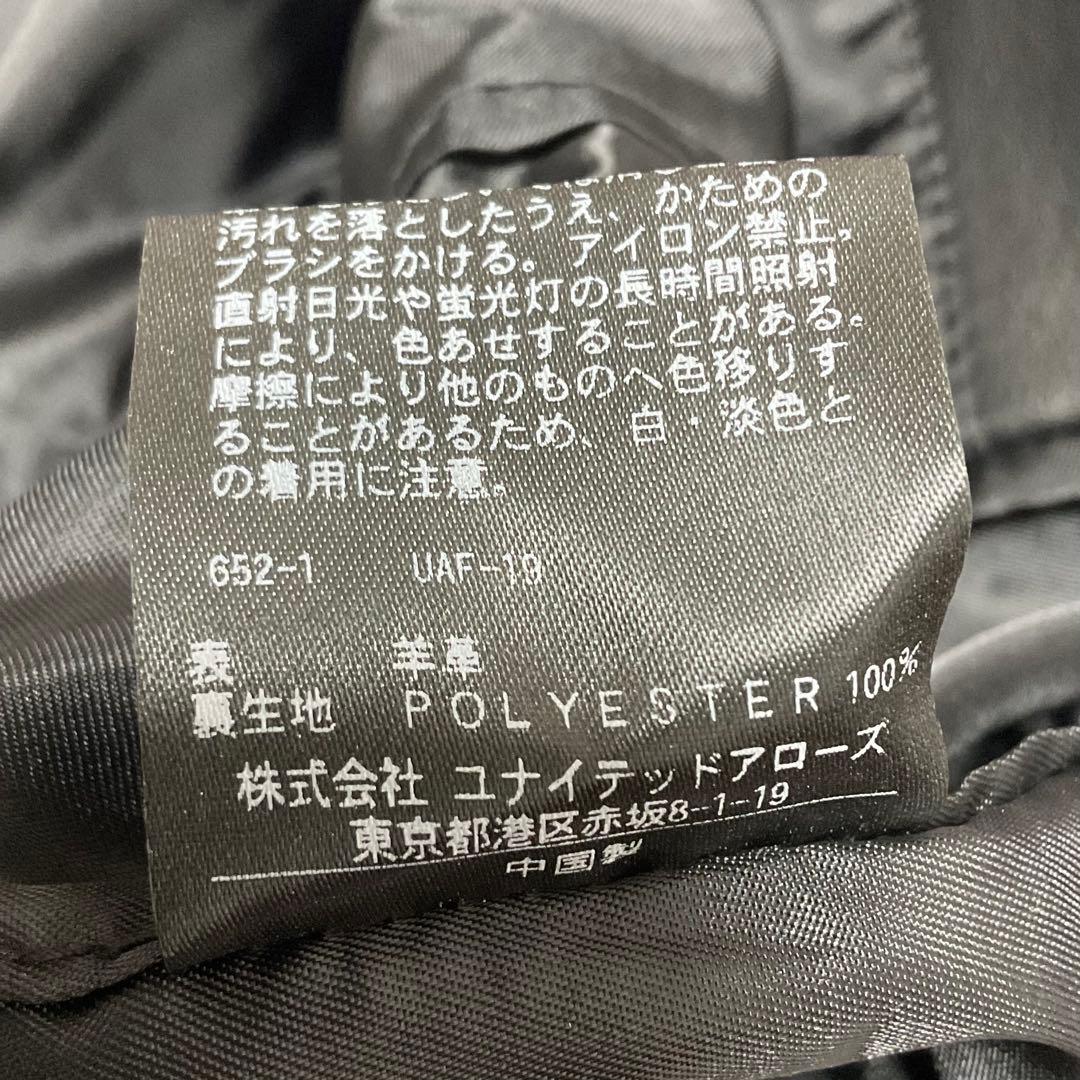 汚れを落としたうえ、かための
ブラシをかける。アイロン禁止。
直射日光や蛍光灯の長時間照射
により、色あせすることがある。
摩擦により他のものへ色移りす
ることがあるため、白・淡色と
の着用に注意。
652-1 UAF-19
表 羊革
裏生地 POLYESTER 100%
株式会社 ユナイテッドアローズ
東京都港区赤坂8-1-19
中国製